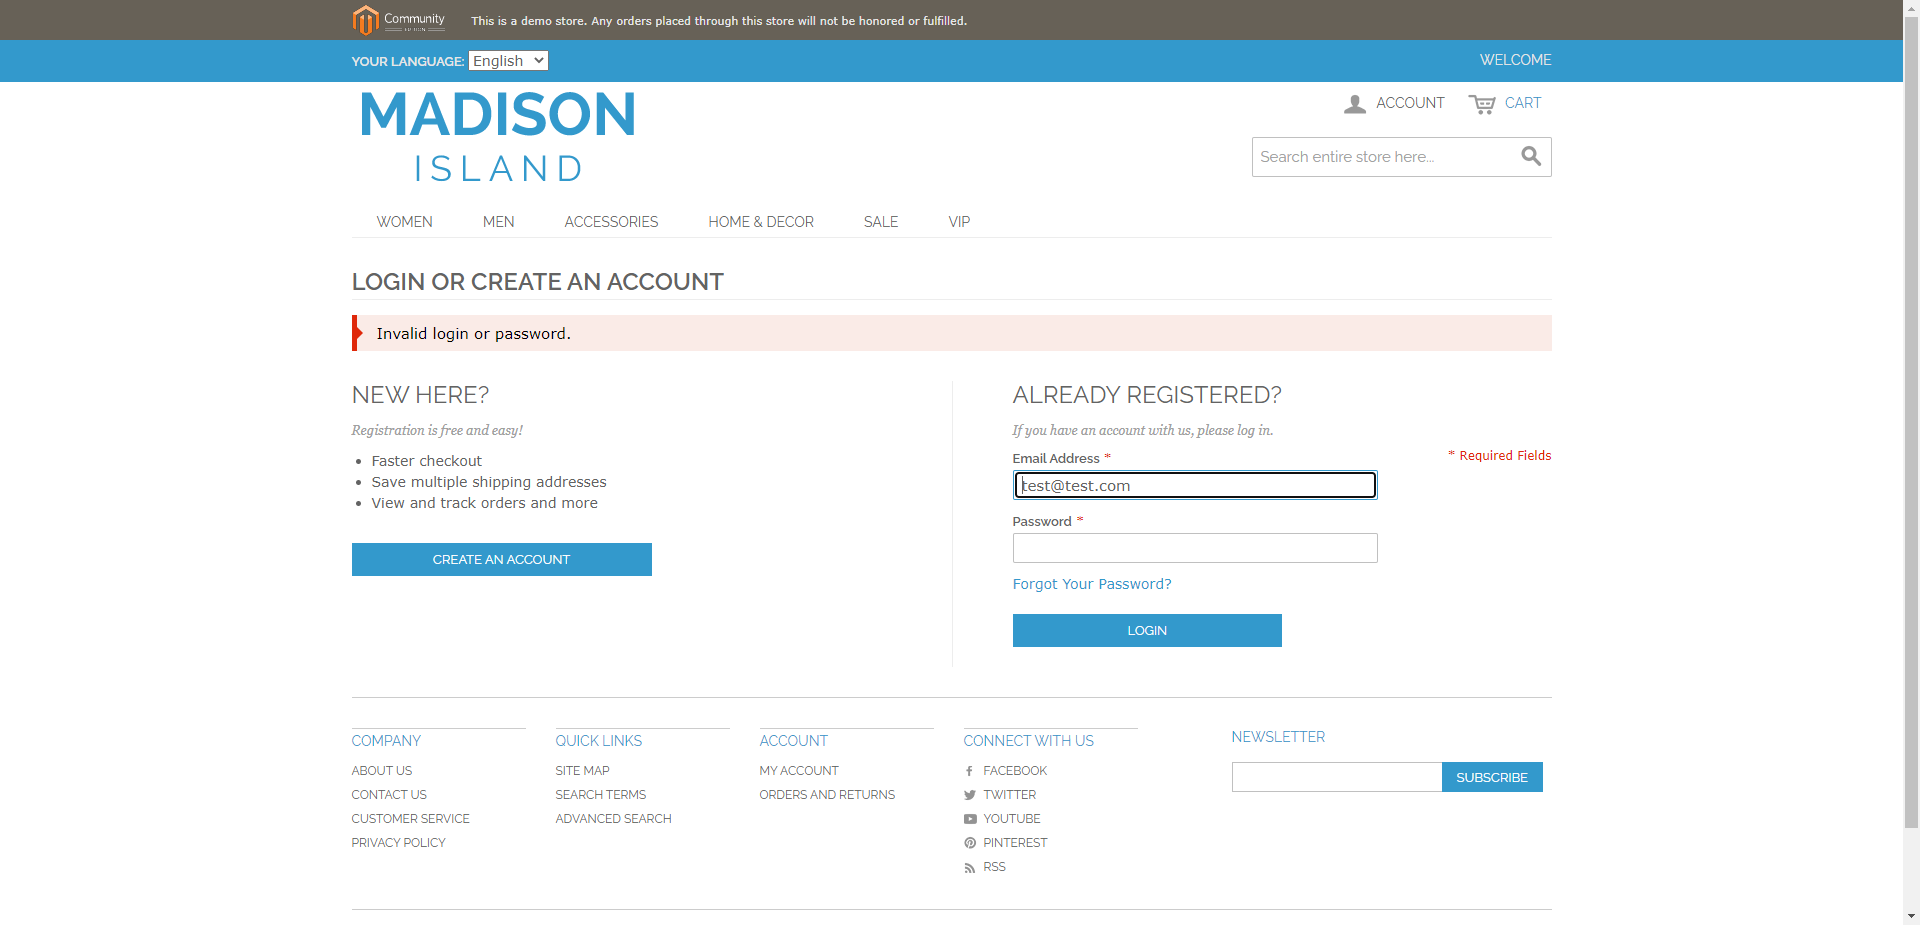 Community
This is a demo store. Any orders placed through this store will not be honored or fulfilled.
YOUR LANGUAGE: English
WELCOME
MADISON
ISLAND
ACCOUNT
CART
Search entire store here...
WOMEN
MEN
ACCESSORIES
HOME & DECOR
SALE
VIP
LOGIN OR CREATE AN ACCOUNT
Invalid login or password.
NEW HERE?
Registration is free and easy!
Faster checkout
Save multiple shipping addresses
View and track orders and more
CREATE AN ACCOUNT
ALREADY REGISTERED?
If you have an account with us, please log in.
* Required Fields
Email Address *
test@test.com
Password *
Forgot Your Password?
LOGIN
COMPANY
ABOUT US
CONTACT US
CUSTOMER SERVICE
PRIVACY POLICY
QUICK LINKS
SITE MAP
SEARCH TERMS
ADVANCED SEARCH
ACCOUNT
MY ACCOUNT
ORDERS AND RETURNS
CONNECT WITH US
FACEBOOK
TWITTER
YOUTUBE
PINTEREST
RSS
NEWSLETTER
SUBSCRIBE